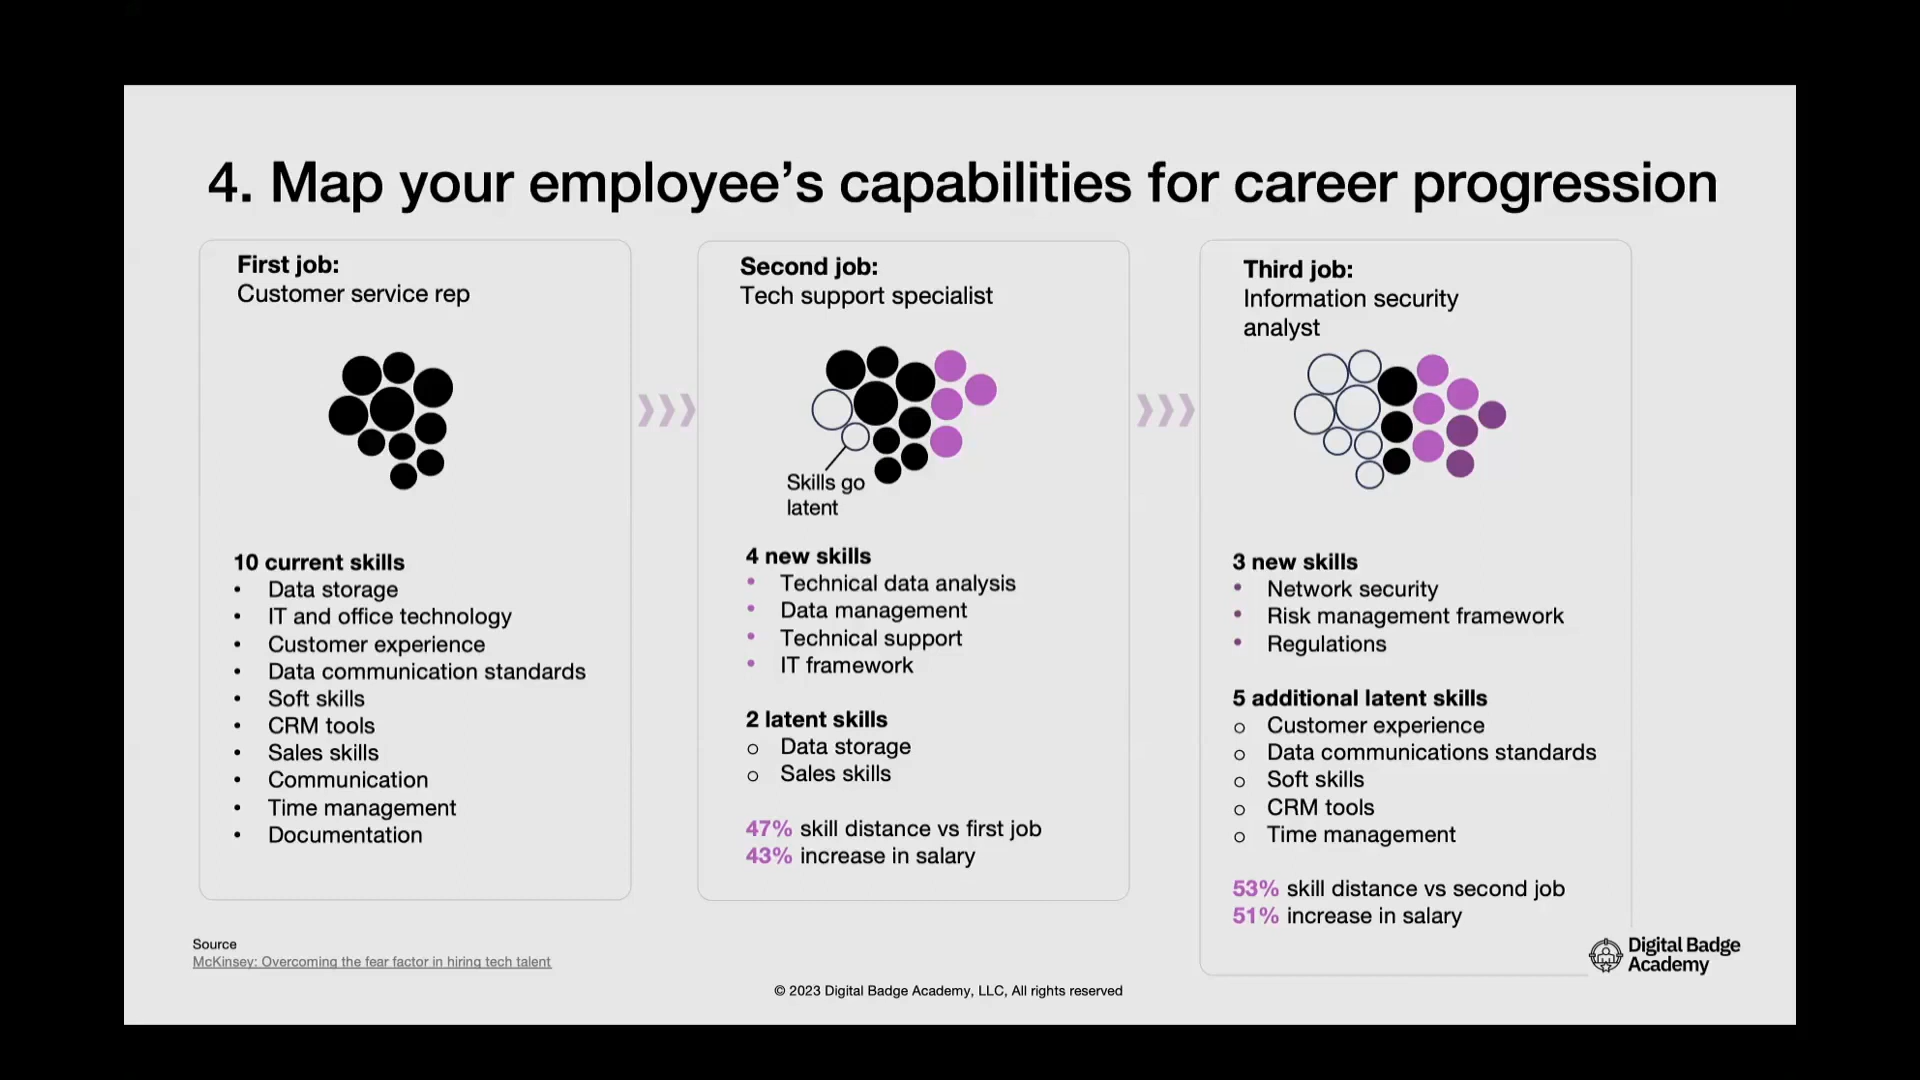 4. Map your employee’s capabilities for career progression
First job:
Customer service rep
10 current skills
• Data storage
• IT and office technology
• Customer experience
• Data communication standards
• Soft skills
• CRM tools
• Sales skills
• Communication
• Time management
• Documentation
Second job:
Tech support specialist
Skills go
latent
4 new skills
• Technical data analysis
• Data management
• Technical support
• IT framework
2 latent skills
o Data storage
o Sales skills
47% skill distance vs first job
43% increase in salary
Third job:
Information security
analyst
3 new skills
• Network security
• Risk management framework
• Regulations
5 additional latent skills
o Customer experience
o Data communications standards
o Soft skills
o CRM tools
o Time management
53% skill distance vs second job
51% increase in salary
Source
McKinsey: Overcoming the fear factor in hiring tech talent
© 2023 Digital Badge Academy, LLC, All rights reserved
Digital Badge
Academy